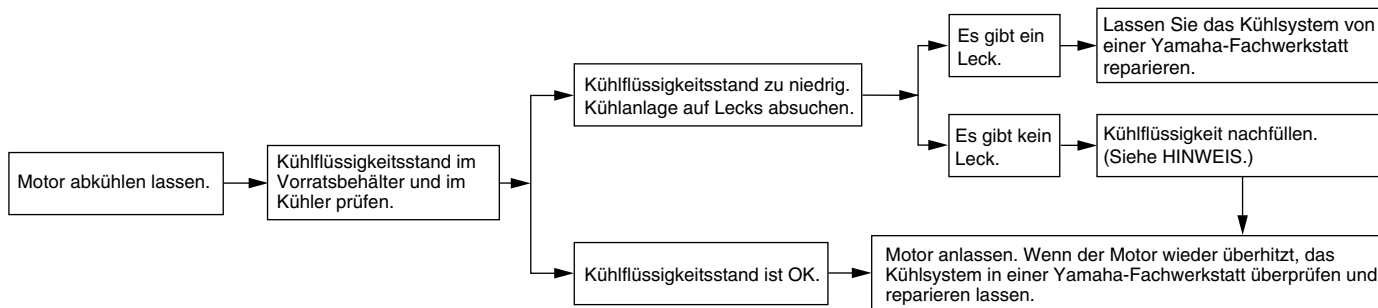 Motor abkühlen lassen.
Kühlflüssigkeitsstand im
Vorratsbehälter und im
Kühler prüfen.
Kühlflüssigkeitsstand zu niedrig.
Kühlanlage auf Lecks absuchen.
Es gibt ein
Leck.
Lassen Sie das Kühlsystem von
einer Yamaha-Fachwerkstatt
reparieren.
Es gibt kein
Leck.
Kühlflüssigkeit nachfüllen.
(Siehe HINWEIS.)
Kühlflüssigkeitsstand ist OK.
Motor anlassen. Wenn der Motor wieder überhitzt, das
Kühlsystem in einer Yamaha-Fachwerkstatt überprüfen und
reparieren lassen.